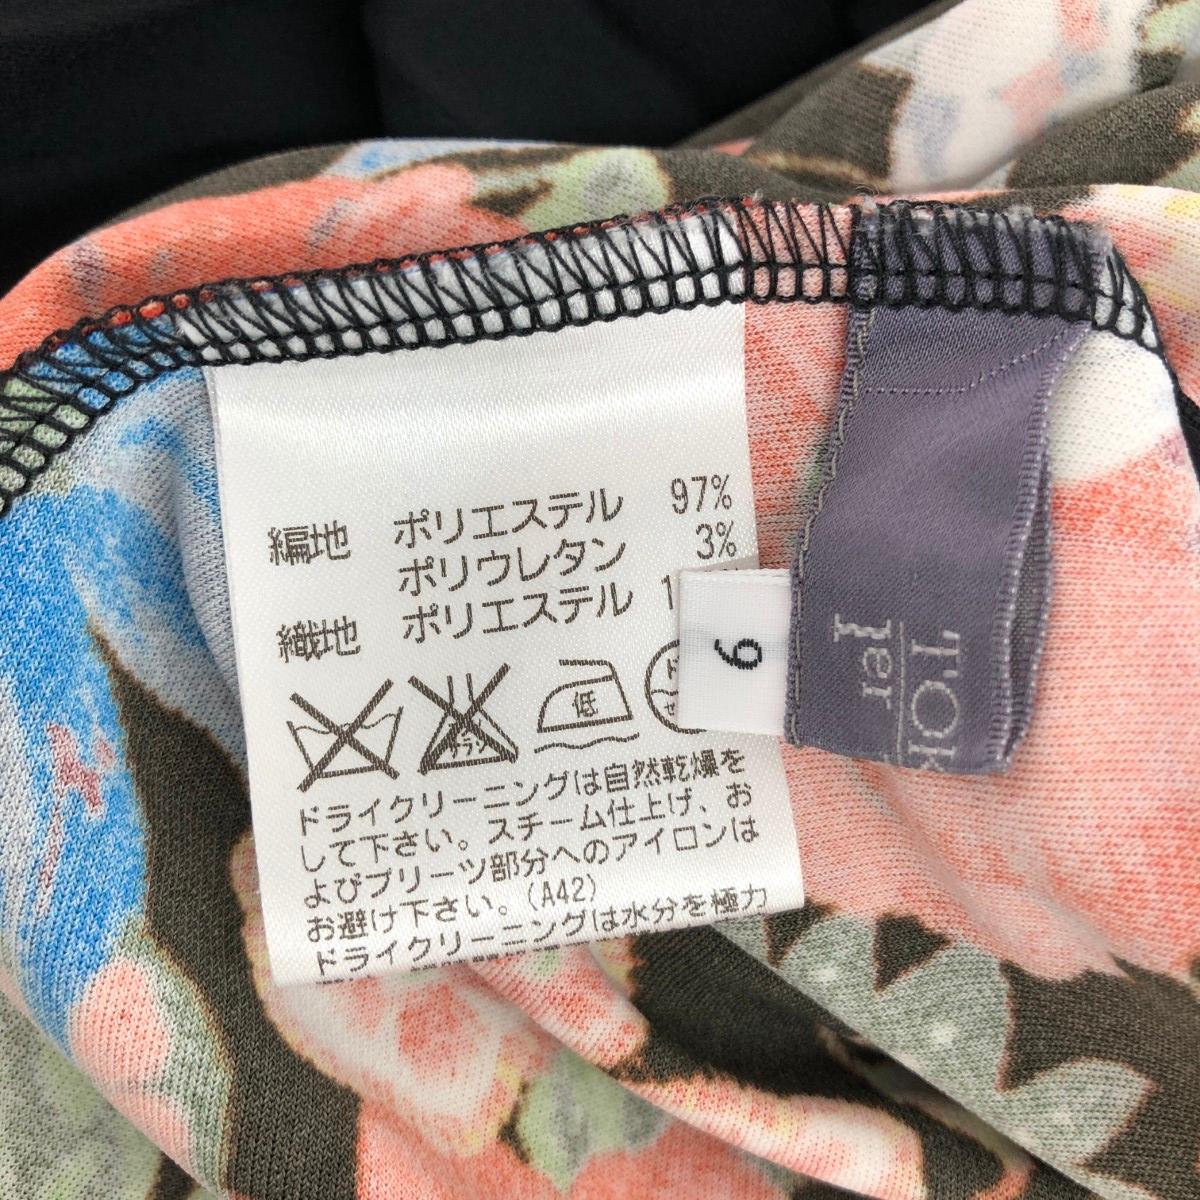 編地 ポリエステル 97%
ポリウレタン 3%
織地 ポリエステル 1
低
ドライクリーニングは自然乾燥を
して下さい。スチーム仕上げ、お
よびプリーツ部分へのアイロンは
お避け下さい。(A42)
ドライクリーニングは水分を極力
9
1er